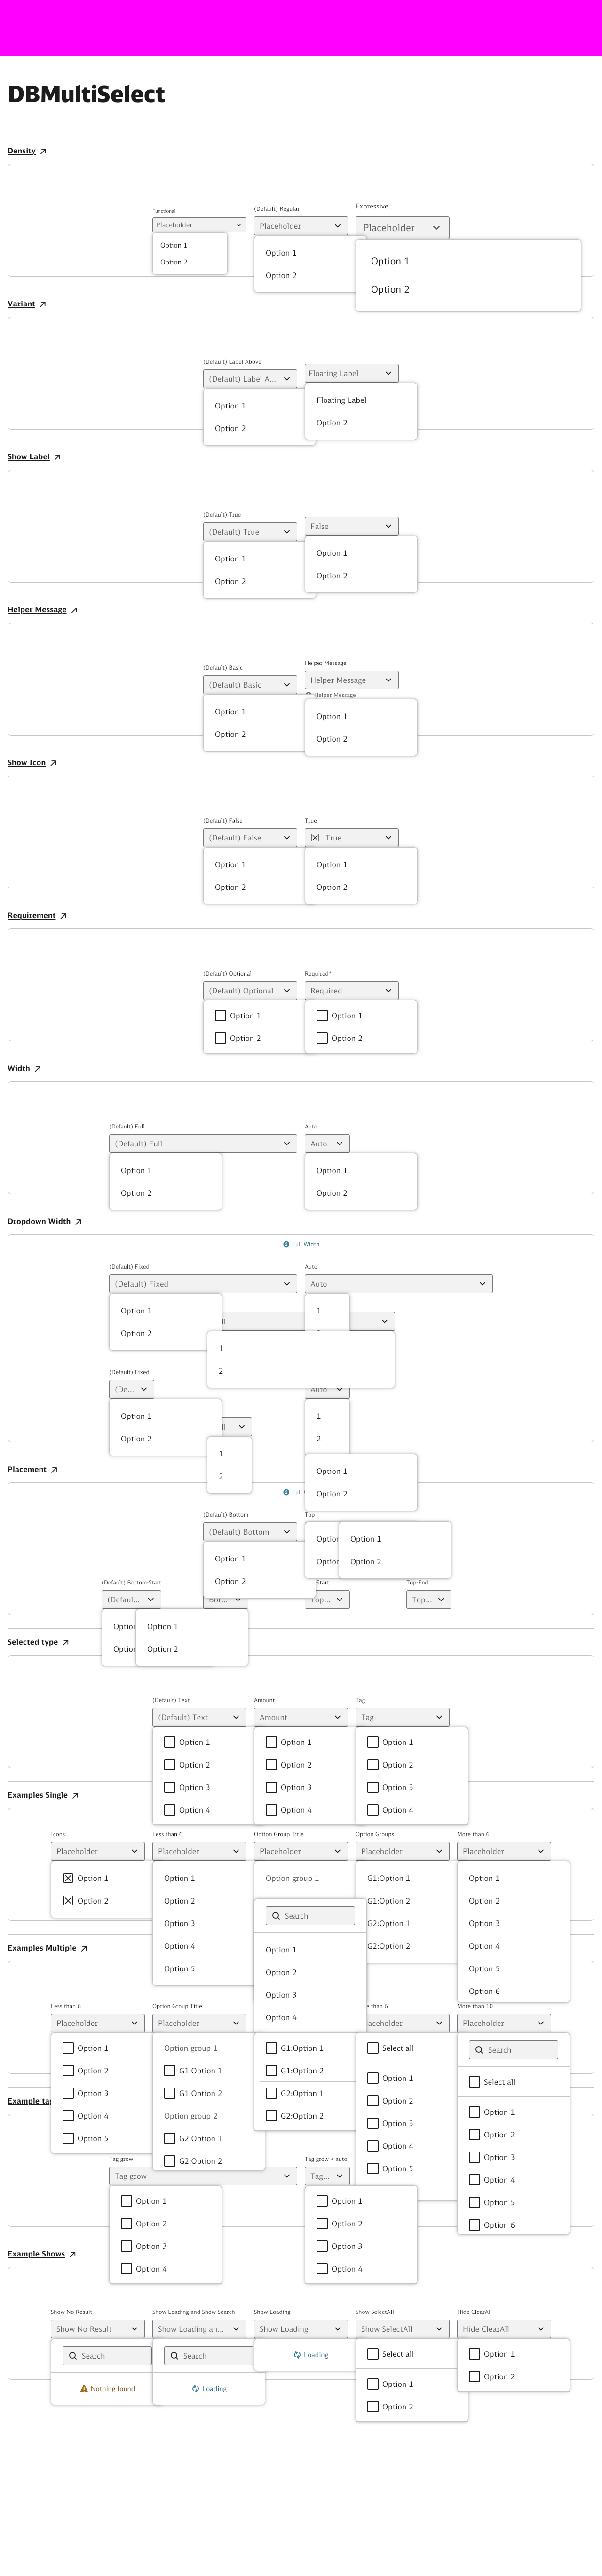 DBMultiSelect
Density
Functional
(Default) Regular
Expressive
Placeholder
Placeholder
Placeholder
Option 1
Option 2
Option 1
Option 2
Option 1
Option 2
Variant
(Default) Label Above
(Default) Label A...
Floating Label
Option 1
Option 2
Floating Label
Option 2
Show Label
(Default) True
(Default) True
False
Option 1
Option 2
Option 1
Option 2
Helper Message
(Default) Basic
Helper Message
(Default) Basic
Helper Message
Helper Message
Option 1
Option 2
Option 1
Option 2
Show Icon
(Default) False
True
(Default) False
True
Option 1
Option 2
Option 1
Option 2
Requirement
(Default) Optional
Required*
(Default) Optional
Required
Option 1
Option 2
Option 1
Option 2
Width
(Default) Full
Auto
(Default) Full
Auto
Option 1
Option 2
Option 1
Option 2
Dropdown Width
Full Width
(Default) Fixed
Auto
(Default) Fixed
Auto
Option 1
Option 2
1
1
2
(Default) Fixed
(De...
Auto
Option 1
Option 2
1
2
1
2
Option 1
Option 2
Placement
Full
(Default) Bottom
Top
(Default) Bottom
Option 1
Option 2
Option 1
Option 2
(Default) Bottom-Start
Start
Top-End
(Defaul...
Bot...
Top...
Top...
Option 1
Option 2
Selected type
(Default) Text
Amount
Tag
(Default) Text
Amount
Tag
Option 1
Option 2
Option 3
Option 4
Option 1
Option 2
Option 3
Option 4
Option 1
Option 2
Option 3
Option 4
Examples Single
Icons
Less than 6
Option Group Title
Option Groups
More than 6
Placeholder
Placeholder
Placeholder
Placeholder
Placeholder
Option 1
Option 2
Option 1
Option 2
Option 3
Option 4
Option 5
Option group 1
Search
Option 1
Option 2
Option 3
Option 4
G1:Option 1
G1:Option 2
G2:Option 1
G2:Option 2
Option 1
Option 2
Option 3
Option 4
Option 5
Option 6
Examples Multiple
Less than 6
Option Group Title
than 6
More than 10
Placeholder
Placeholder
laceholder
Placeholder
Option 1
Option 2
Option 3
Option 4
Option 5
Option group 1
G1:Option 1
G1:Option 2
Option group 2
G2:Option 1
G2:Option 2
G1:Option 1
G1:Option 2
G2:Option 1
G2:Option 2
Select all
Option 1
Option 2
Option 3
Option 4
Option 5
Search
Select all
Option 1
Option 2
Option 3
Option 4
Option 5
Option 6
Example tag
Tag grow
Tag grow + auto
Tag grow
Tag...
Option 1
Option 2
Option 3
Option 4
Option 1
Option 2
Option 3
Option 4
Example Shows
Show No Result
Show Loading and Show Search
Show Loading
Show SelectAll
Hide ClearAll
Show No Result
Show Loading an...
Show Loading
Show SelectAll
Hide ClearAll
Search
Nothing found
Search
Loading
Loading
Select all
Option 1
Option 2
Option 1
Option 2